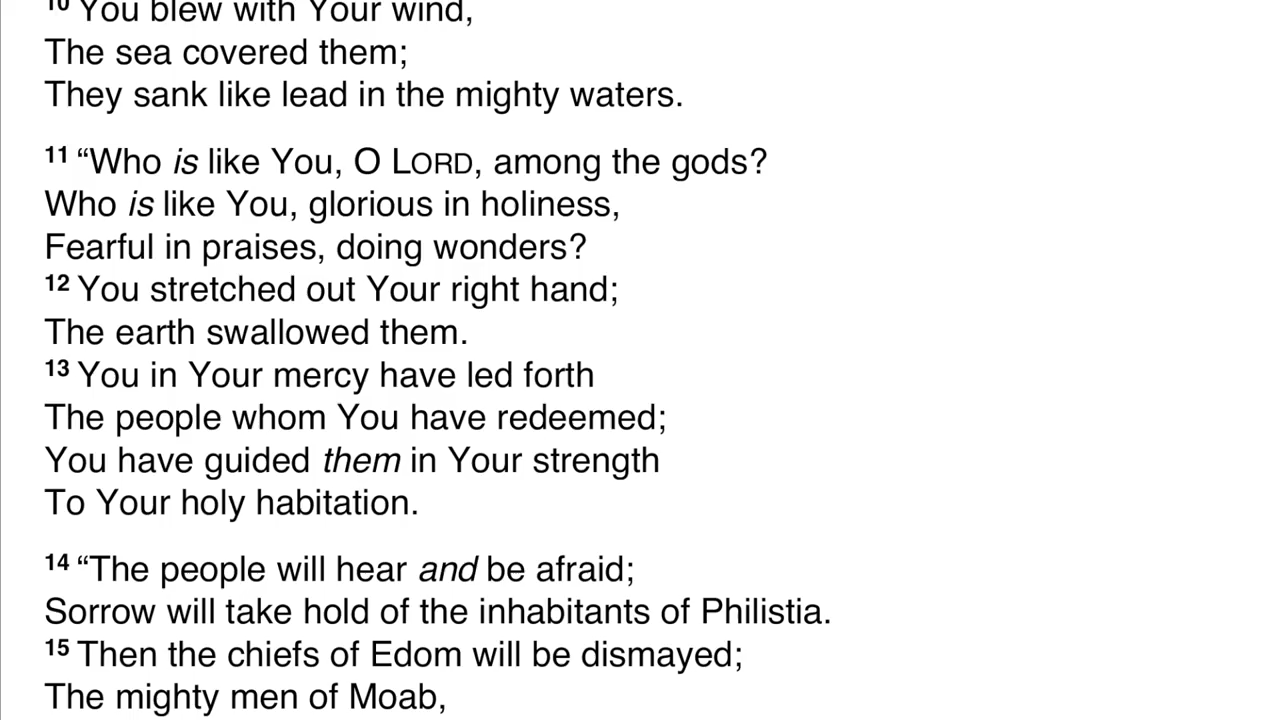 10 You blew with Your wind,
The sea covered them;
They sank like lead in the mighty waters.
11 “Who is like You, O LORD, among the gods?
Who is like You, glorious in holiness,
Fearful in praises, doing wonders?
12 You stretched out Your right hand;
The earth swallowed them.
13 You in Your mercy have led forth
The people whom You have redeemed;
You have guided them in Your strength
To Your holy habitation.
14 “The people will hear and be afraid;
Sorrow will take hold of the inhabitants of Philistia.
15 Then the chiefs of Edom will be dismayed;
The mighty men of Moab,